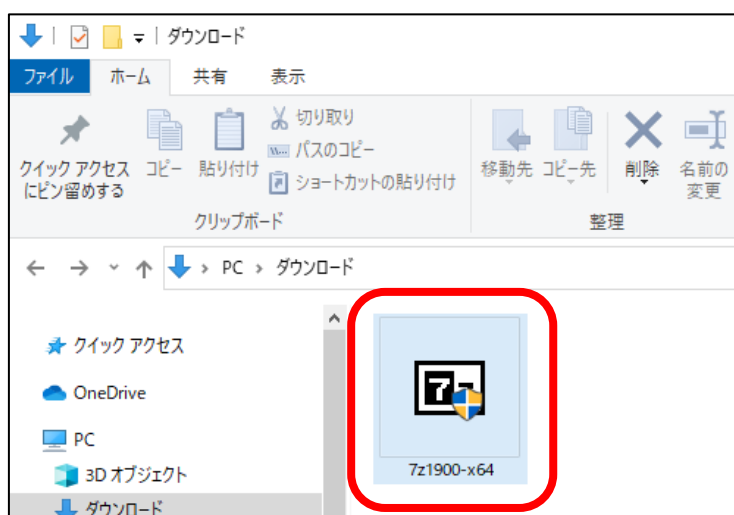 ダウンロード
ファイル ホーム 共有 表示
クイック アクセス
にピン留めする
コピー
貼り付け
切り取り
パスのコピー
ショートカットの貼り付け
クリップボード
移動先
コピー先
削除
名前の
変更
整理
PC › ダウンロード
クイック アクセス
OneDrive
PC
3D オブジェクト
ダウンロード
7z
7z1900-x64